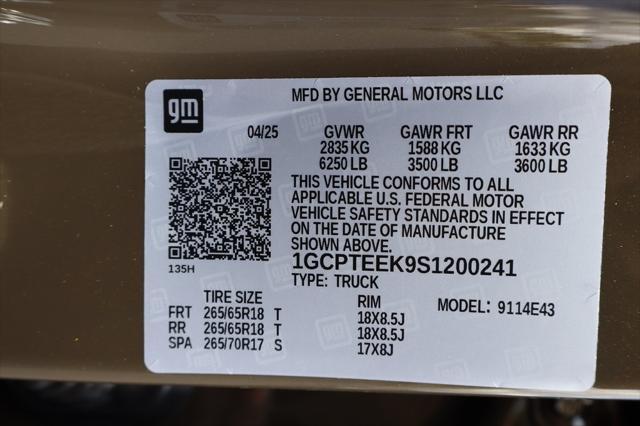 gm
MFD BY GENERAL MOTORS LLC
04/25 GVWR GAWR FRT GAWR RR
2835 KG 1588 KG 1633 KG
6250 LB 3500 LB 3600 LB
THIS VEHICLE CONFORMS TO ALL
APPLICABLE U.S. FEDERAL MOTOR
VEHICLE SAFETY STANDARDS IN EFFECT
ON THE DATE OF MANUFACTURE
SHOWN ABOVE.
135H
1GCPTEEK9S1200241
TYPE: TRUCK
TIRE SIZE RIM MODEL: 9114E43
FRT 265/65R18 T 18X8.5J
RR 265/65R18 T 18X8.5J
SPA 265/70R17 S 17X8J